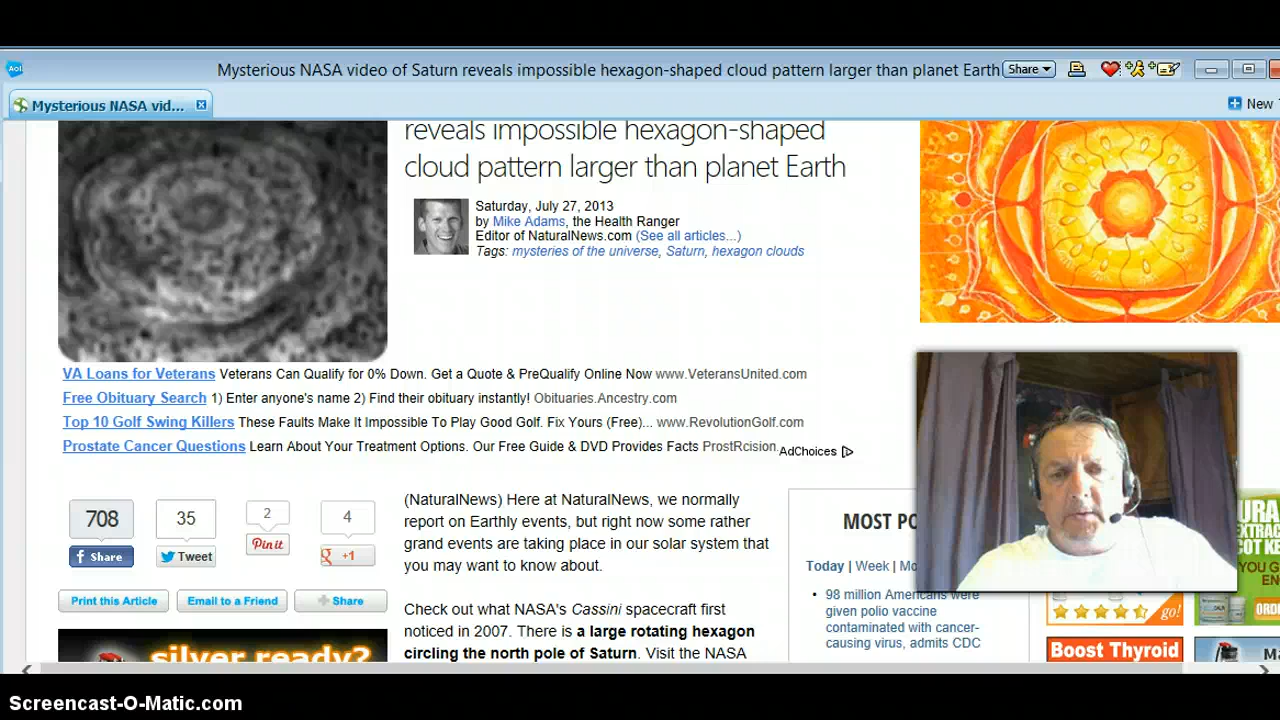 Aol.
Mysterious NASA video of Saturn reveals impossible hexagon-shaped cloud pattern larger than planet Earth
Share
Mysterious NASA vid...
New
reveals impossible hexagon-shaped
cloud pattern larger than planet Earth
Saturday, July 27, 2013
by Mike Adams, the Health Ranger
Editor of NaturalNews.com (See all articles...)
Tags: mysteries of the universe, Saturn, hexagon clouds
VA Loans for Veterans Veterans Can Qualify for 0% Down. Get a Quote & PreQualify Online Now www.VeteransUnited.com
Free Obituary Search 1) Enter anyone's name 2) Find their obituary instantly! Obituaries.Ancestry.com
Top 10 Golf Swing Killers These Faults Make It Impossible To Play Good Golf. Fix Yours (Free)... www.RevolutionGolf.com
Prostate Cancer Questions Learn About Your Treatment Options. Our Free Guide & DVD Provides Facts ProstRcision.
AdChoices
708
35
2
4
Share
Tweet
Pin it
g +1
Print this Article
Email to a Friend
Share
silver ready?
(NaturalNews) Here at NaturalNews, we normally
report on Earthly events, but right now some rather
grand events are taking place in our solar system that
you may want to know about.
Check out what NASA's Cassini spacecraft first
noticed in 2007. There is a large rotating hexagon
circling the north pole of Saturn. Visit the NASA
MOST PO
Today | Week | Mo
• 98 million Americans were
given polio vaccine
contaminated with cancer-
causing virus, admits CDC
go!
Boost Thyroid
URA
EXTRAC
COT KE
YOU G
EN
ORD
Ma
Screencast-O-Matic.com